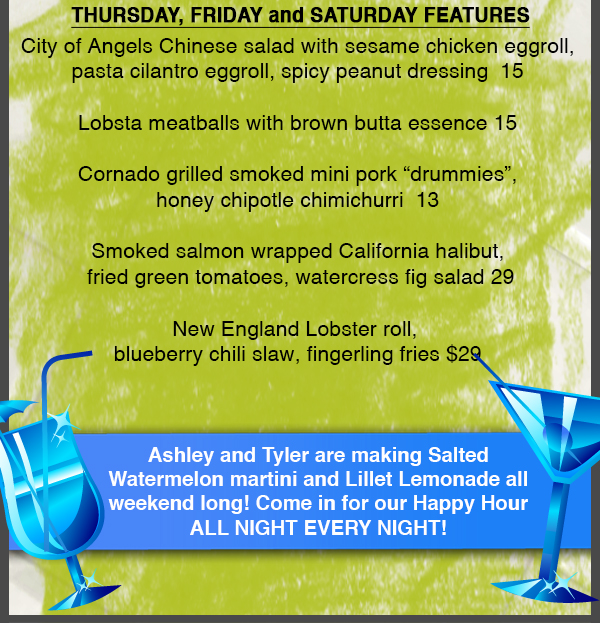 THURSDAY, FRIDAY and SATURDAY FEATURES
City of Angels Chinese salad with sesame chicken eggroll,
pasta cilantro eggroll, spicy peanut dressing 15
Lobsta meatballs with brown butta essence 15
Cornado grilled smoked mini pork “drummies”,
honey chipotle chimichurri 13
Smoked salmon wrapped California halibut,
fried green tomatoes, watercress fig salad 29
New England Lobster roll,
blueberry chili slaw, fingerling fries $29
Ashley and Tyler are making Salted
Watermelon martini and Lillet Lemonade all
weekend long! Come in for our Happy Hour
ALL NIGHT EVERY NIGHT!